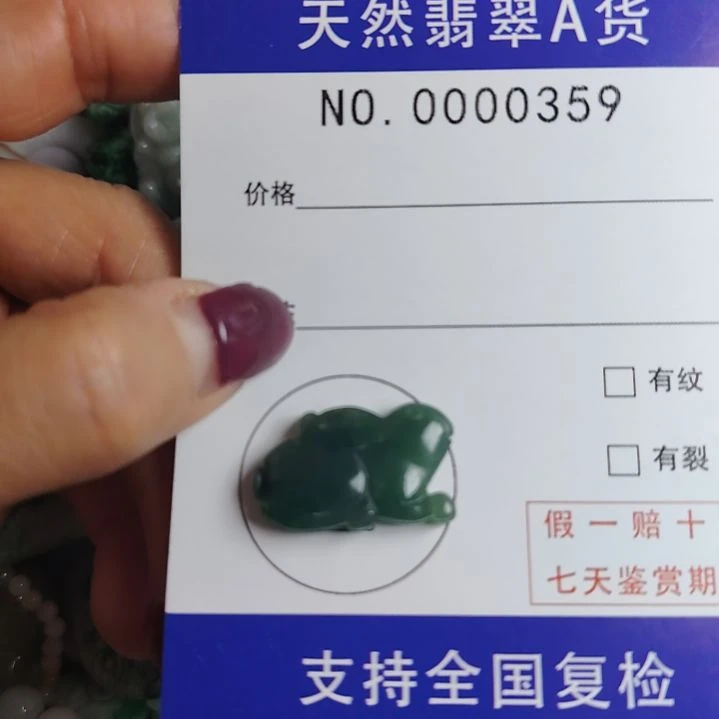 天然翡翠A货
NO. 0000359
价格
有纹
有裂
假一赔十
七天鉴赏期
支持全国复检